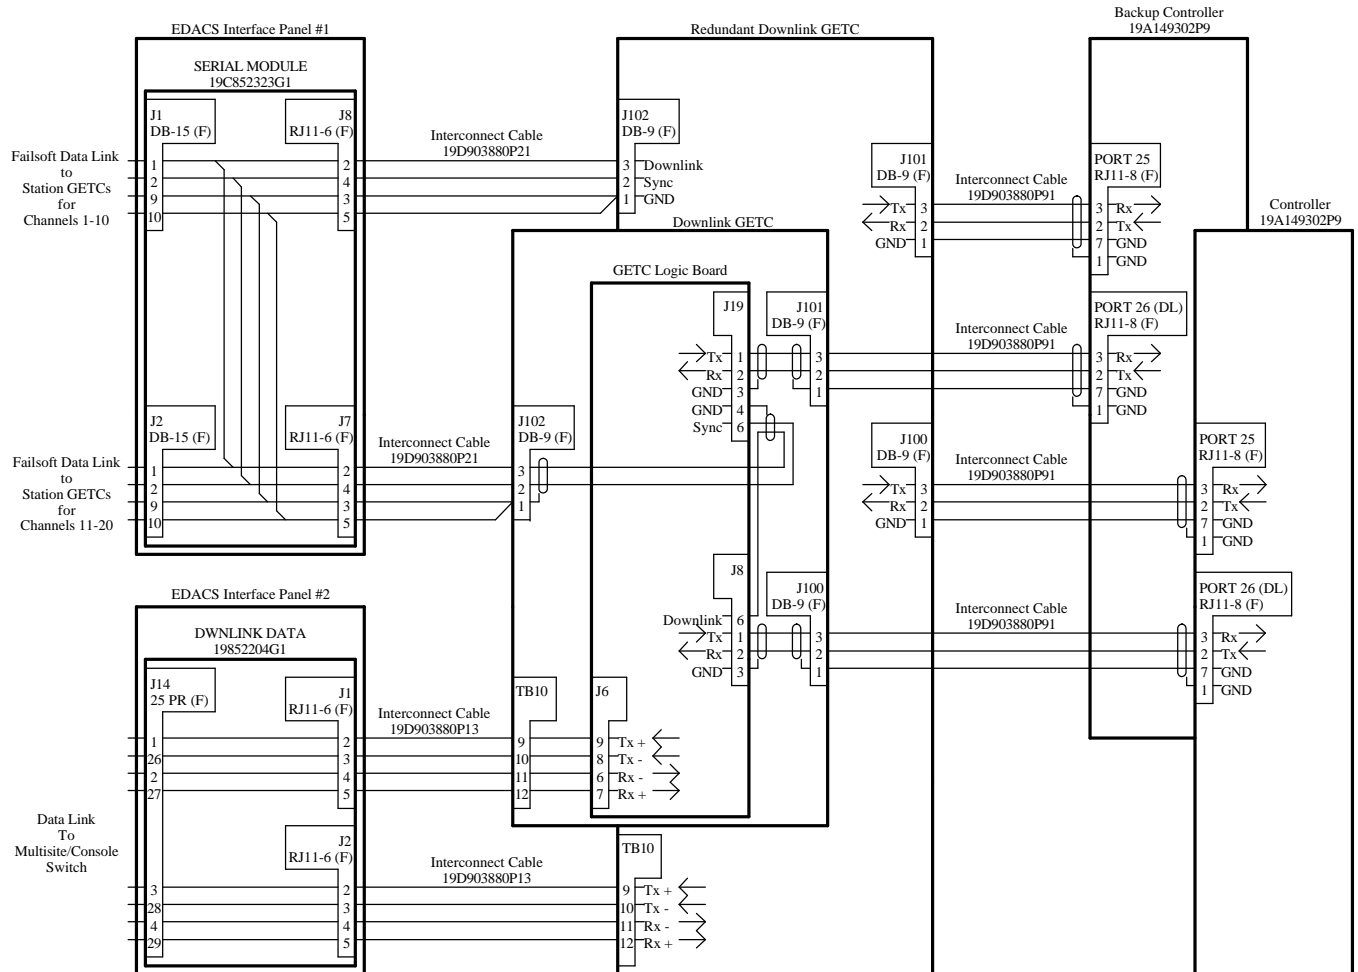 Backup Controller
19A149302P9
EDACS Interface Panel #1
Redundant Downlink GETC
SERIAL MODULE
19C852323G1
J1
DB-15 (F)
J8
RJ11-6 (F)
Interconnect Cable
19D903880P21
J102
DB-9 (F)
Failsoft Data Link
to
Station GETCs
for
Channels 1-10
1
2
9
10
2
4
3
5
3 Downlink
2 Sync
1 GND
J101
DB-9 (F)
Tx 3
Rx 2
GND 1
Interconnect Cable
19D903880P91
PORT 25
RJ11-8 (F)
3 Rx
2 Tx
7 GND
1 GND
Controller
19A149302P9
Downlink GETC
GETC Logic Board
J19
Tx 1
Rx 2
GND 3
GND 4
Sync 6
J101
DB-9 (F)
3
2
1
Interconnect Cable
19D903880P91
PORT 26 (DL)
RJ11-8 (F)
3 Rx
2 Tx
7 GND
1 GND
J2
DB-15 (F)
J7
RJ11-6 (F)
Interconnect Cable
19D903880P21
J102
DB-9 (F)
Failsoft Data Link
to
Station GETCs
for
Channels 11-20
1
2
9
10
2
4
3
5
3
2
1
J100
DB-9 (F)
Tx 3
Rx 2
GND 1
Interconnect Cable
19D903880P91
PORT 25
RJ11-8 (F)
3 Rx
2 Tx
7 GND
1 GND
J8
Downlink 6
Tx 1
Rx 2
GND 3
J100
DB-9 (F)
3
2
1
Interconnect Cable
19D903880P91
PORT 26 (DL)
RJ11-8 (F)
3 Rx
2 Tx
7 GND
1 GND
EDACS Interface Panel #2
DWNLINK DATA
19852204G1
J14
25 PR (F)
J1
RJ11-6 (F)
Interconnect Cable
19D903880P13
TB10
J6
1
26
2
27
2
3
4
5
9
10
11
12
9 Tx +
8 Tx -
6 Rx -
7 Rx +
Data Link
To
Multisite/Console
Switch
J2
RJ11-6 (F)
Interconnect Cable
19D903880P13
TB10
3
28
4
29
2
3
4
5
9 Tx +
10 Tx -
11 Rx -
12 Rx +